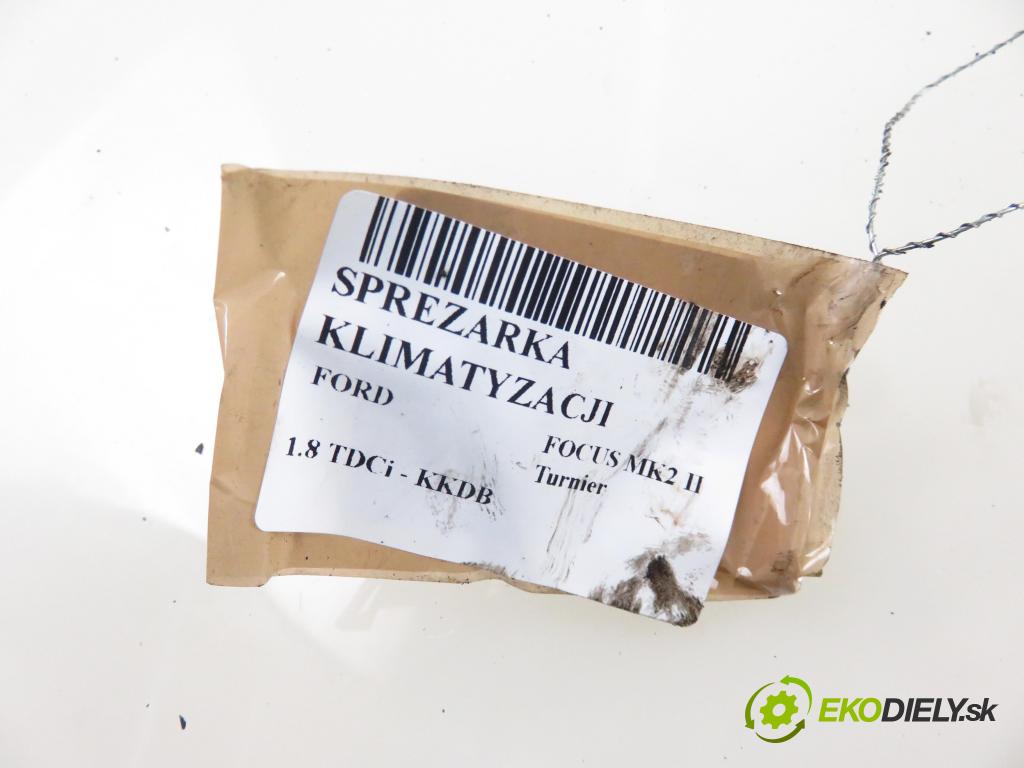 SPREZARKA
KLIMATYZACJI
FORD
FOCUS MK2 II
1.8 TDCi - KKDB
Turnier
EKODIELY.sk